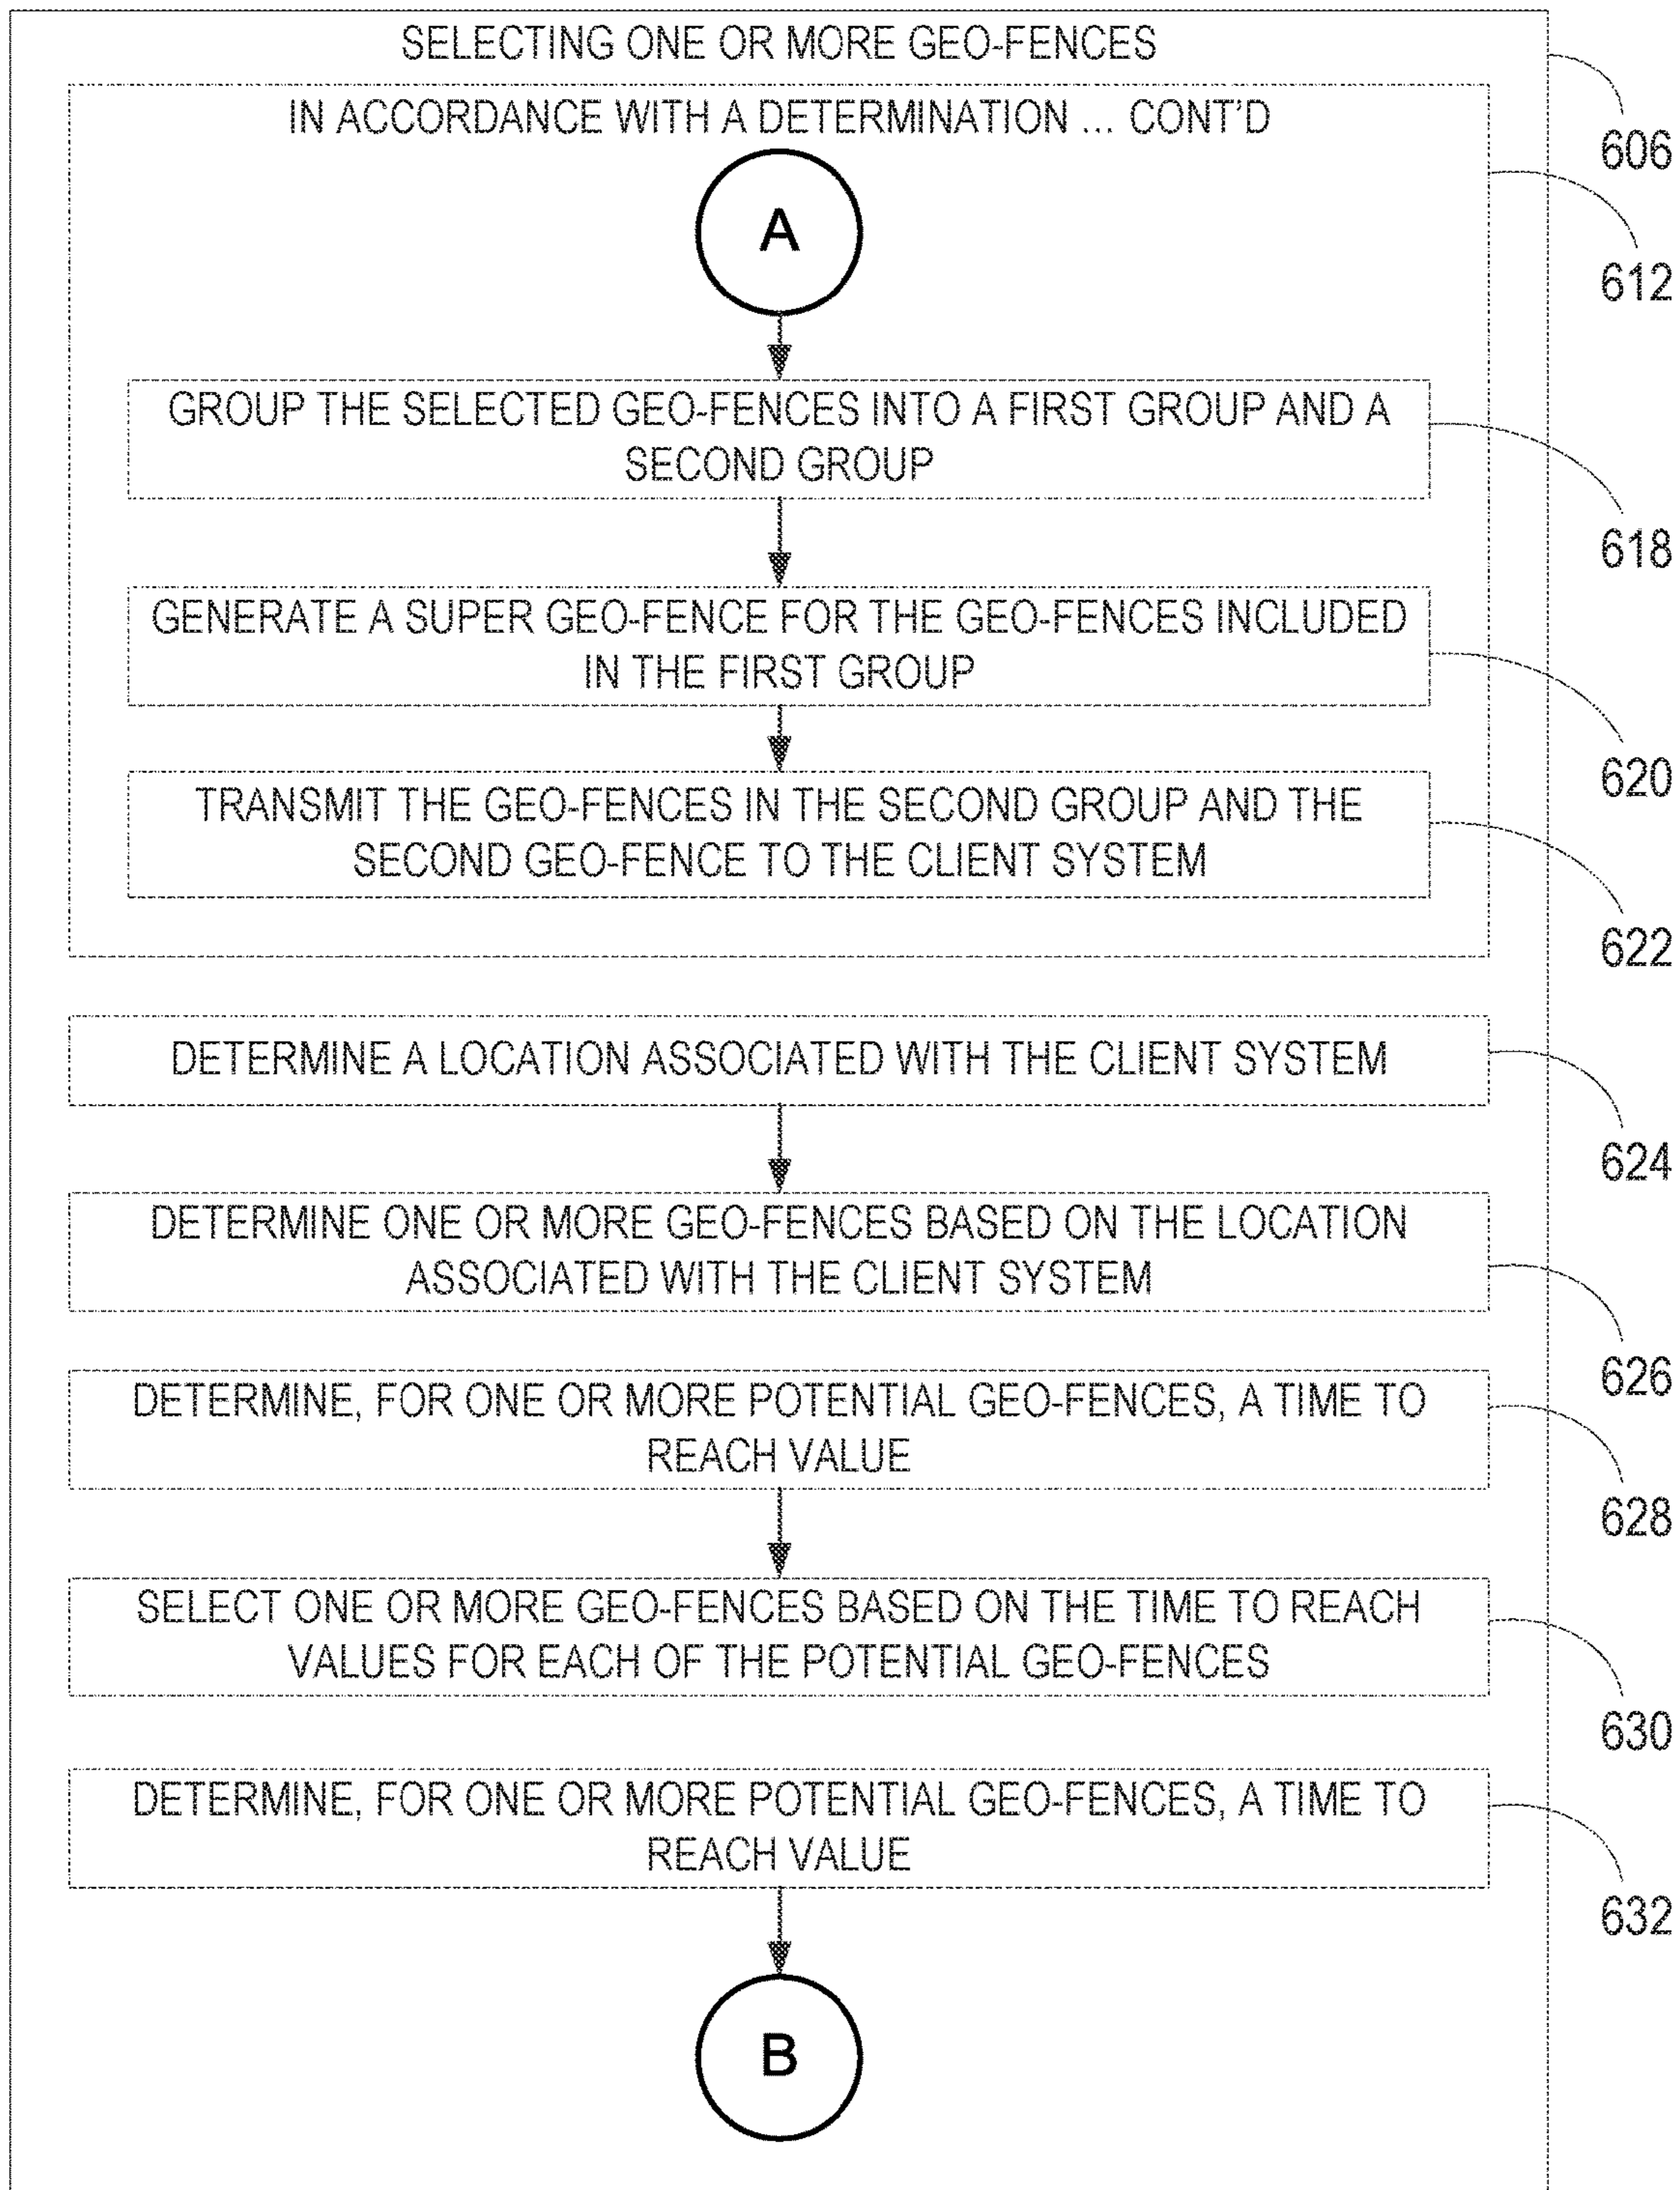 SELECTING ONE OR MORE GEO-FENCES
606
IN ACCORDANCE WITH A DETERMINATION ... CONT'D
612
A
GROUP THE SELECTED GEO-FENCES INTO A FIRST GROUP AND A
SECOND GROUP
618
GENERATE A SUPER GEO-FENCE FOR THE GEO-FENCES INCLUDED
IN THE FIRST GROUP
620
TRANSMIT THE GEO-FENCES IN THE SECOND GROUP AND THE
SECOND GEO-FENCE TO THE CLIENT SYSTEM
622
DETERMINE A LOCATION ASSOCIATED WITH THE CLIENT SYSTEM
624
DETERMINE ONE OR MORE GEO-FENCES BASED ON THE LOCATION
ASSOCIATED WITH THE CLIENT SYSTEM
626
DETERMINE, FOR ONE OR MORE POTENTIAL GEO-FENCES, A TIME TO
REACH VALUE
628
SELECT ONE OR MORE GEO-FENCES BASED ON THE TIME TO REACH
VALUES FOR EACH OF THE POTENTIAL GEO-FENCES
630
DETERMINE, FOR ONE OR MORE POTENTIAL GEO-FENCES, A TIME TO
REACH VALUE
632
B